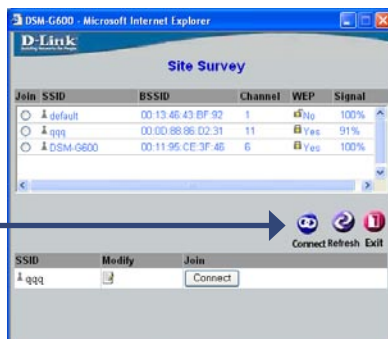 DSM-G600 - Microsoft Internet Explorer
D-Link
Building Networks for People
Site Survey
Join SSID BSSID Channel WEP Signal
default 00:13:46:43:BF:92 1 No 100%
qqq 00:0D:88:86:D2:31 11 Yes 91%
DSM-G600 00:11:95:CE:3F:46 6 Yes 100%
Connect Refresh Exit
SSID Modify Join
qqq Connect